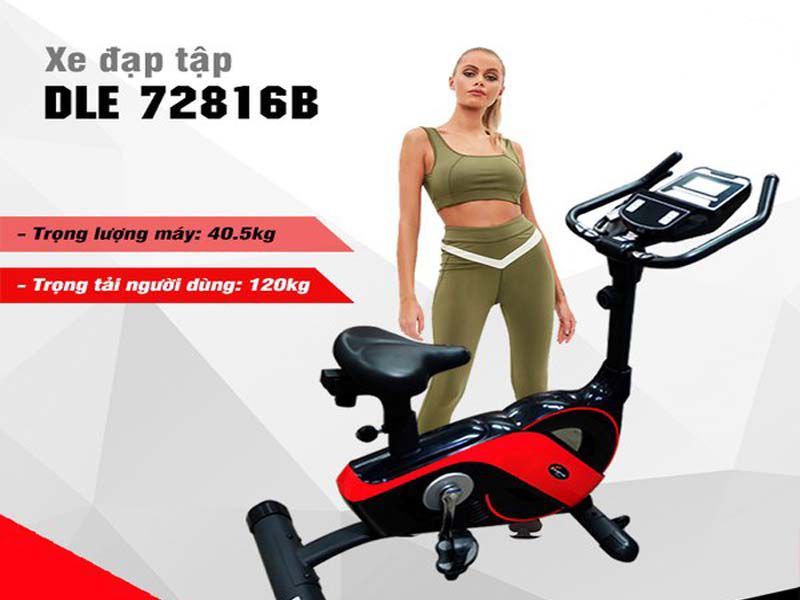 Xe đạp tập
DLE 72816B
- Trọng lượng máy: 40.5kg
- Trọng tải người dùng: 120kg